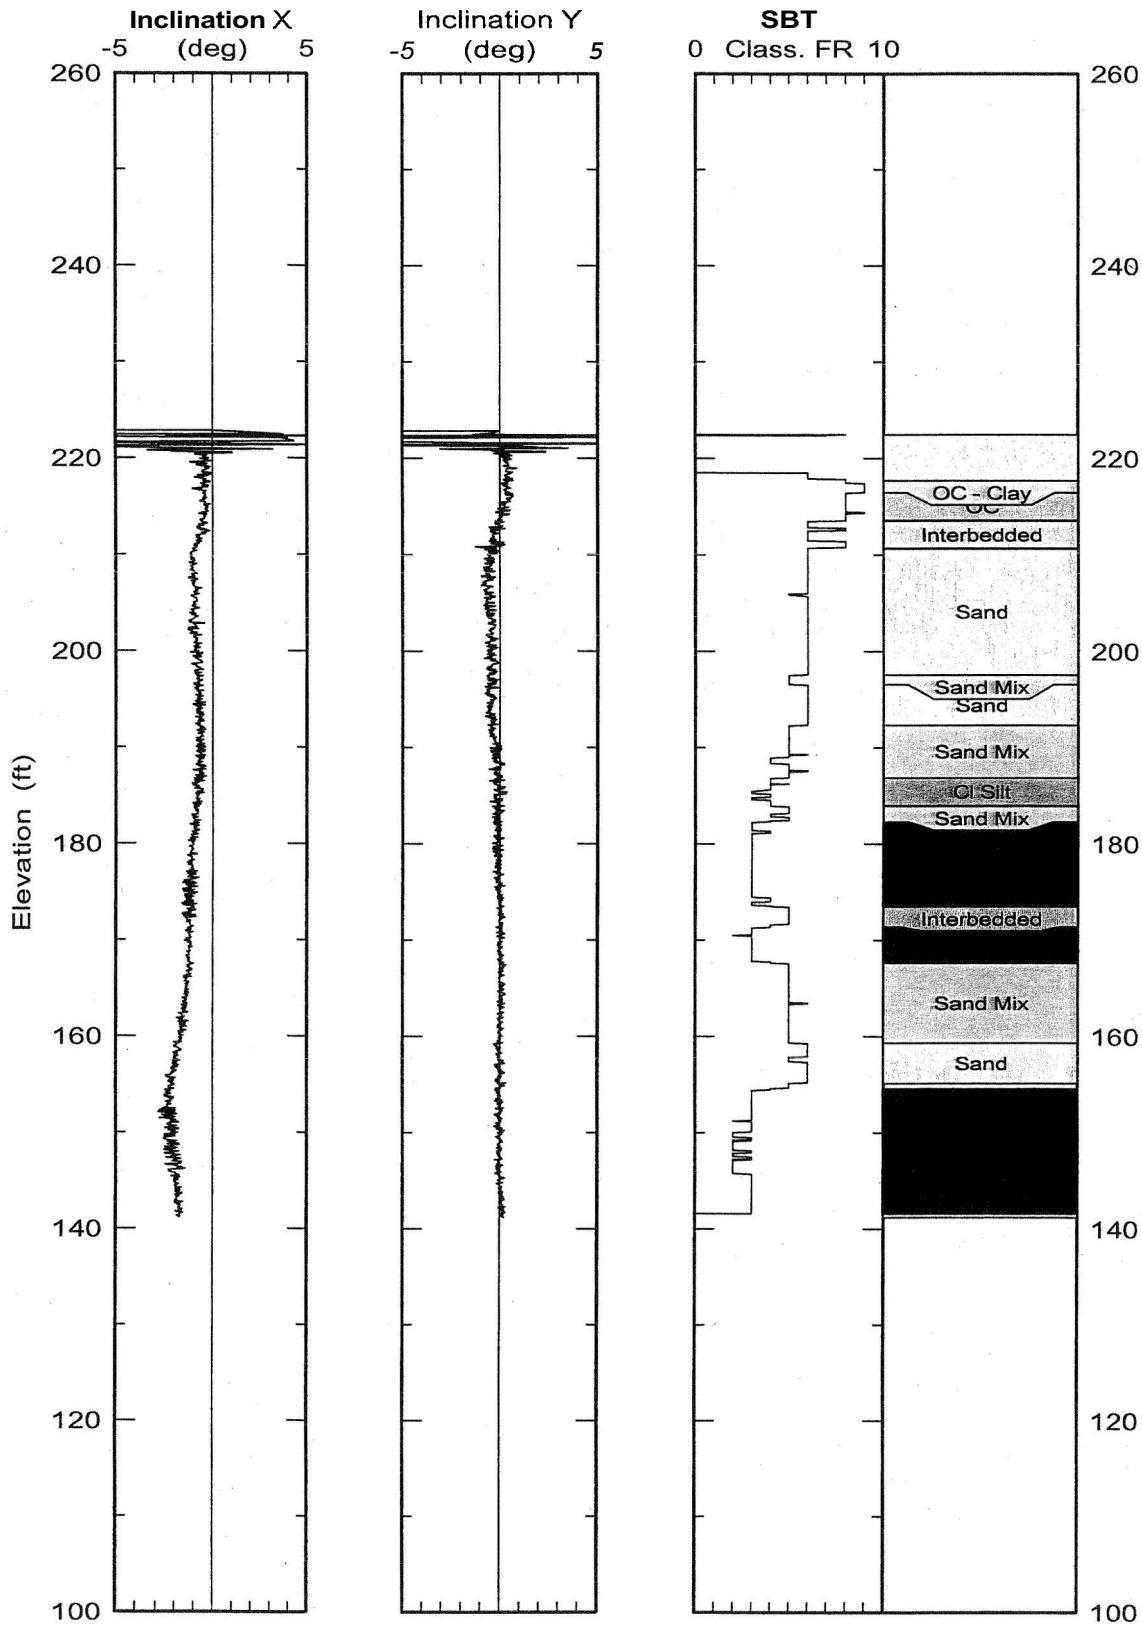 Inclination X
Inclination Y
SBT
-5 (deg) 5
-5 (deg) 5
0 Class. FR 10
260
260
240
240
220
220
OC - Clay
OC
Interbedded
Sand
200
200
Sand Mix
Sand
Sand Mix
Cl Silt
Sand Mix
180
180
Elevation (ft)
Interbedded
Sand Mix
160
160
Sand
140
140
120
120
100
100